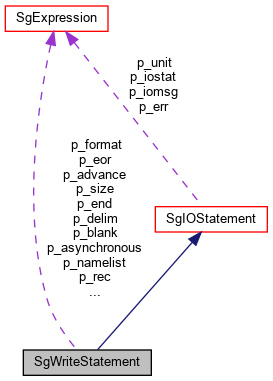 SgExpression
p_unit
p_iostat
p_iomsg
p_err
p_format
p_eor
p_advance
p_size
p_end
p_delim
p_blank
p_asynchronous
p_namelist
p_rec
...
SgIOStatement
SgWriteStatement